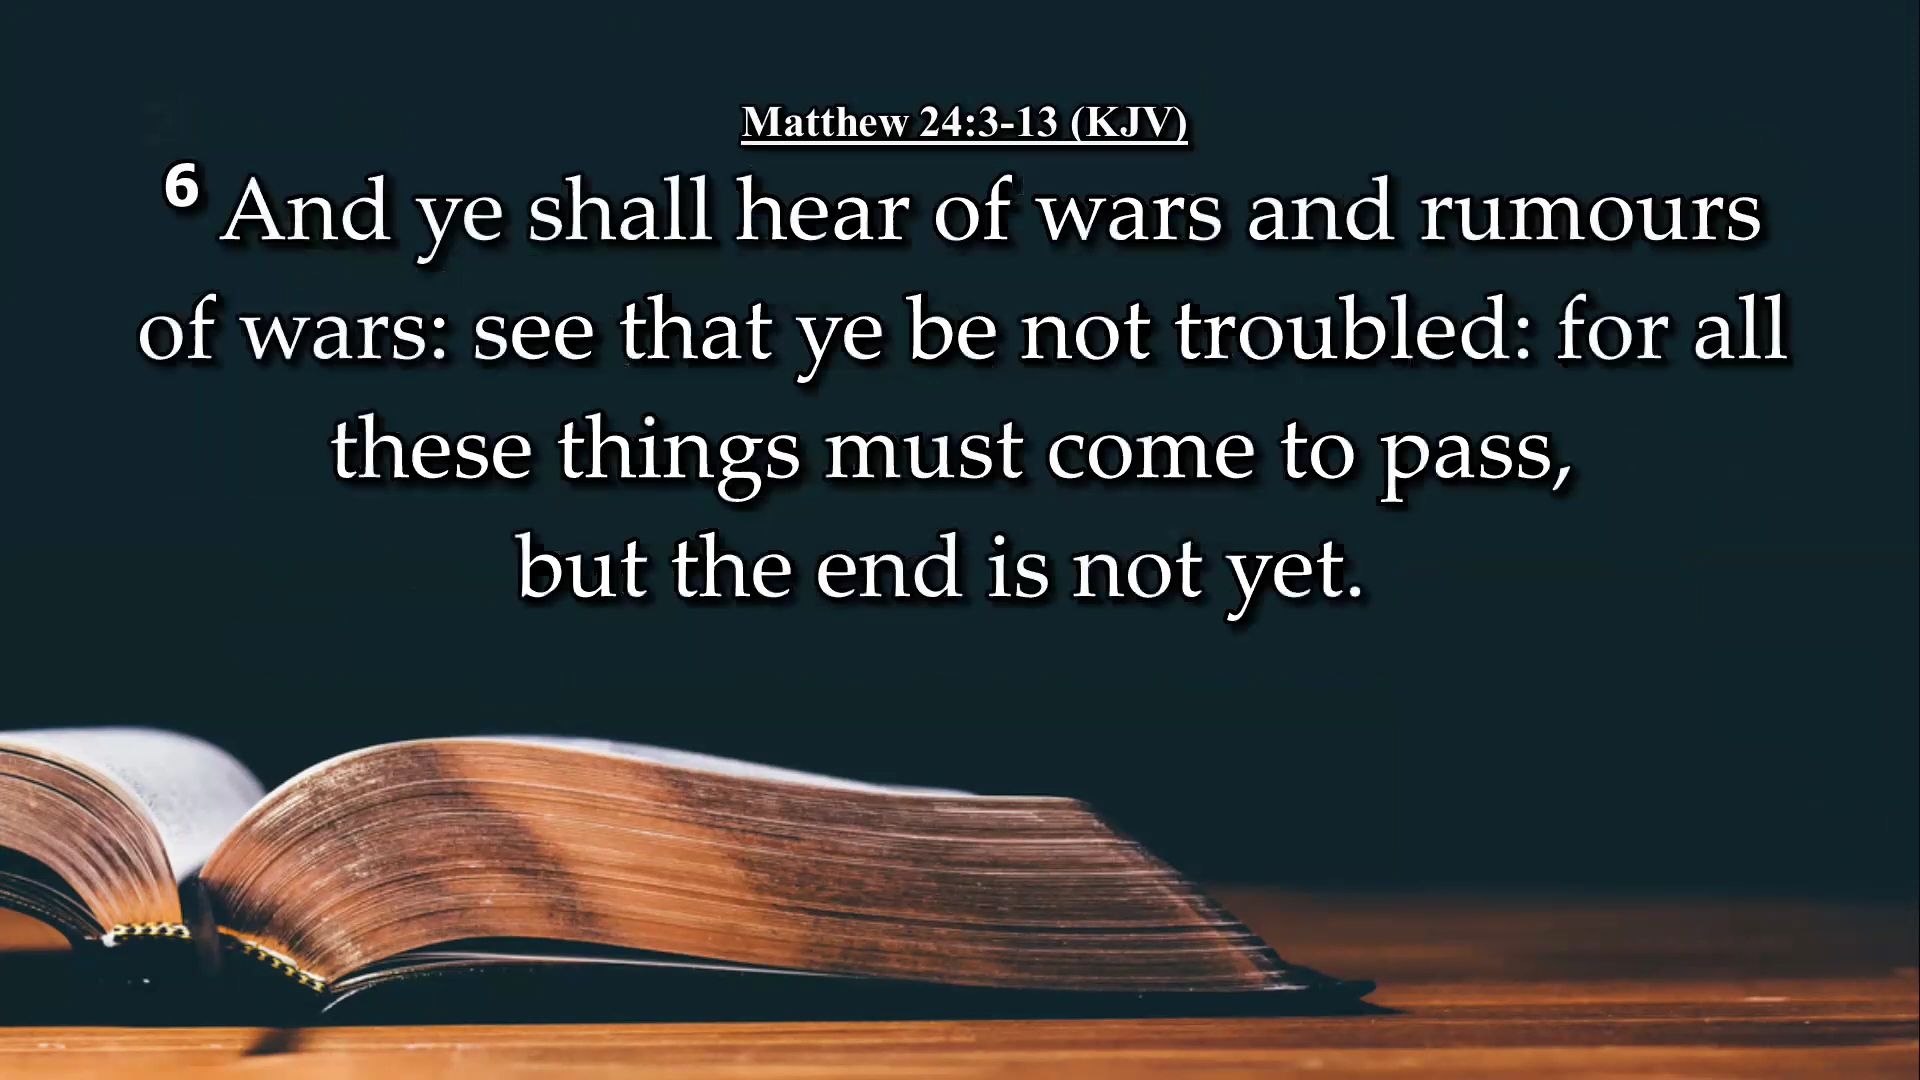 Matthew 24:3-13 (KJV)
6 And ye shall hear of wars and rumours
of wars: see that ye be not troubled: for all
these things must come to pass,
but the end is not yet.